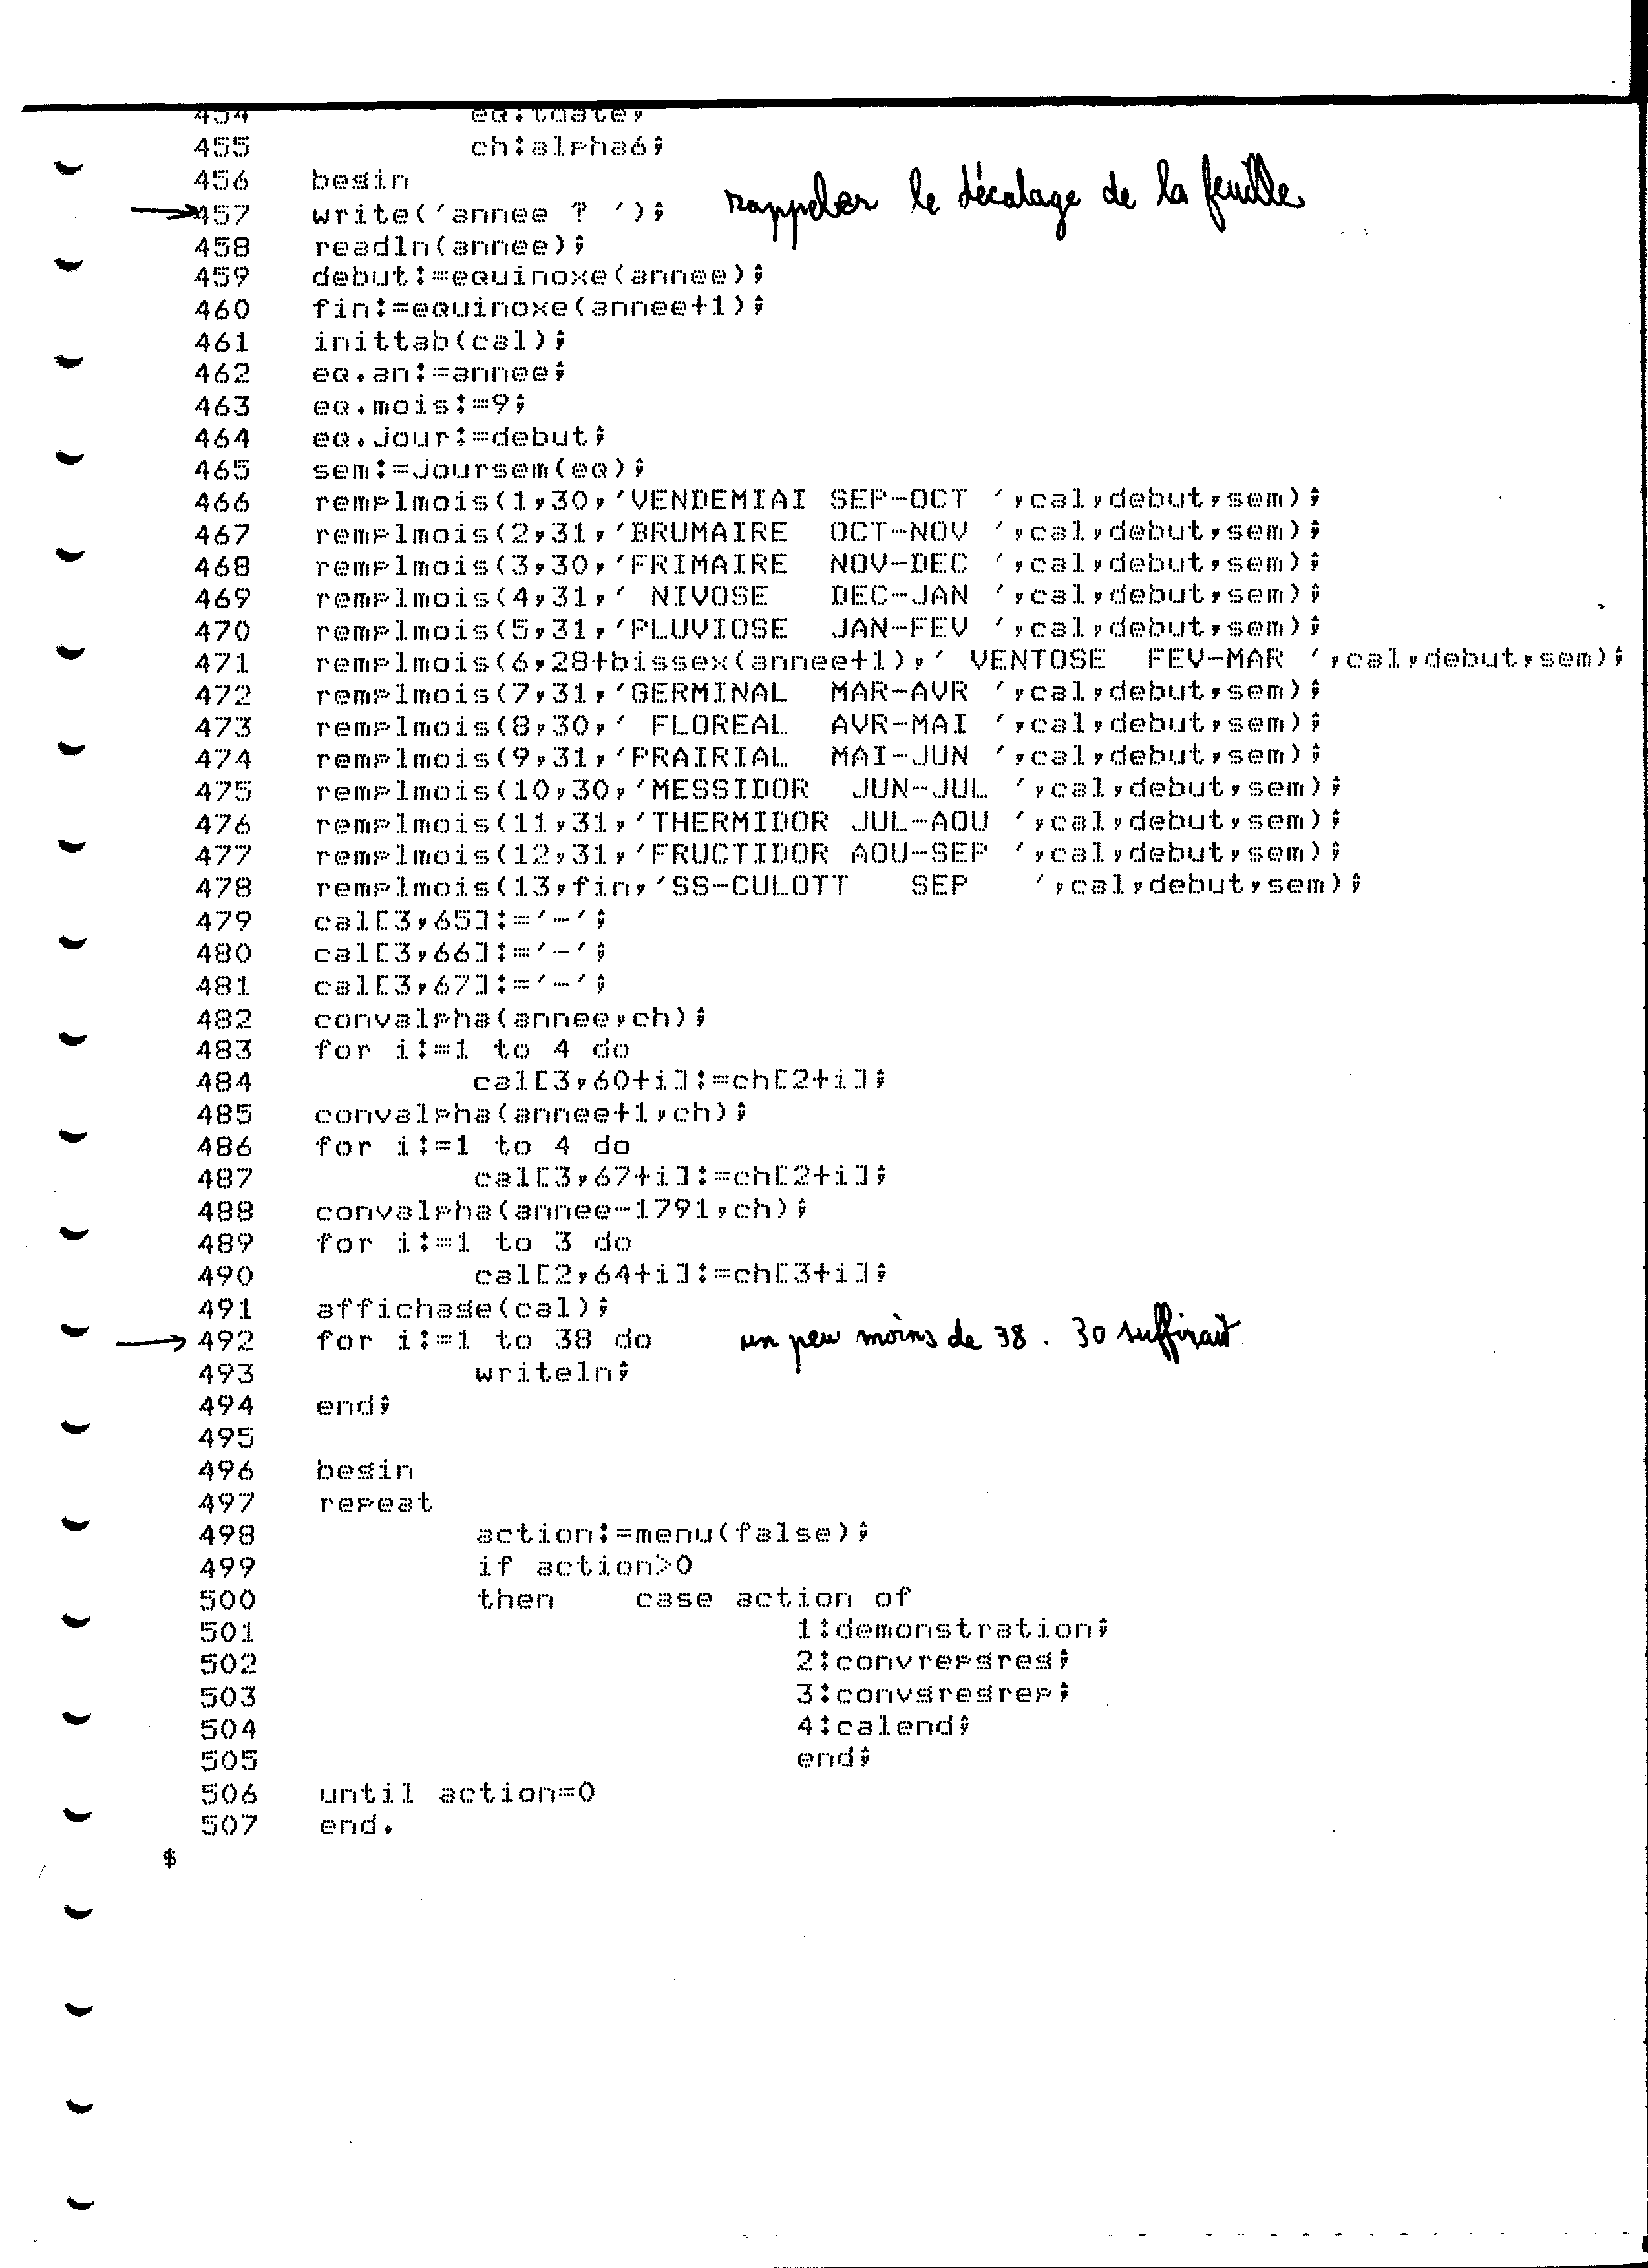 454 eq:tdate;
455 ch:alpha6;
456 begin
457 write('annee ? '); rappeler le décalage de la feuille
458 readln(annee);
459 debut:=equinoxe(annee);
460 fin:=equinoxe(annee+1);
461 inittab(cal);
462 eq.an:=annee;
463 eq.mois:=9;
464 eq.jour:=debut;
465 sem:=joursem(eq);
466 remplmois(1,30,'VENDEMIAI SEP-OCT ',cal,debut,sem);
467 remplmois(2,31,'BRUMAIRE  OCT-NOV ',cal,debut,sem);
468 remplmois(3,30,'FRIMAIRE  NOV-DEC ',cal,debut,sem);
469 remplmois(4,31,' NIVOSE   DEC-JAN ',cal,debut,sem);
470 remplmois(5,31,'PLUVIOSE  JAN-FEV ',cal,debut,sem);
471 remplmois(6,28+bissex(annee+1),' VENTOSE  FEV-MAR ',cal,debut,sem);
472 remplmois(7,31,'GERMINAL  MAR-AVR ',cal,debut,sem);
473 remplmois(8,30,' FLOREAL  AVR-MAI ',cal,debut,sem);
474 remplmois(9,31,'PRAIRIAL  MAI-JUN ',cal,debut,sem);
475 remplmois(10,30,'MESSIDOR  JUN-JUL ',cal,debut,sem);
476 remplmois(11,31,'THERMIDOR JUL-AOU ',cal,debut,sem);
477 remplmois(12,31,'FRUCTIDOR AOU-SEP ',cal,debut,sem);
478 remplmois(13,fin,'SS-CULOTT   SEP   ',cal,debut,sem);
479 cal[3,65]:='-';
480 cal[3,66]:='-';
481 cal[3,67]:='-';
482 convalpha(annee,ch);
483 for i:=1 to 4 do
484 cal[3,60+i]:=ch[2+i];
485 convalpha(annee+1,ch);
486 for i:=1 to 4 do
487 cal[3,67+i]:=ch[2+i];
488 convalpha(annee-1791,ch);
489 for i:=1 to 3 do
490 cal[2,64+i]:=ch[3+i];
491 affichage(cal);
492 for i:=1 to 38 do un peu moins de 38. 30 suffirait
493 writeln;
494 end;
495
496 begin
497 repeat
498 action:=menu(false);
499 if action>0
500 then case action of
501 1:demonstration;
502 2:convrepgreg;
503 3:convgregrep;
504 4:calend;
505 end;
506 until action=0
507 end.
$